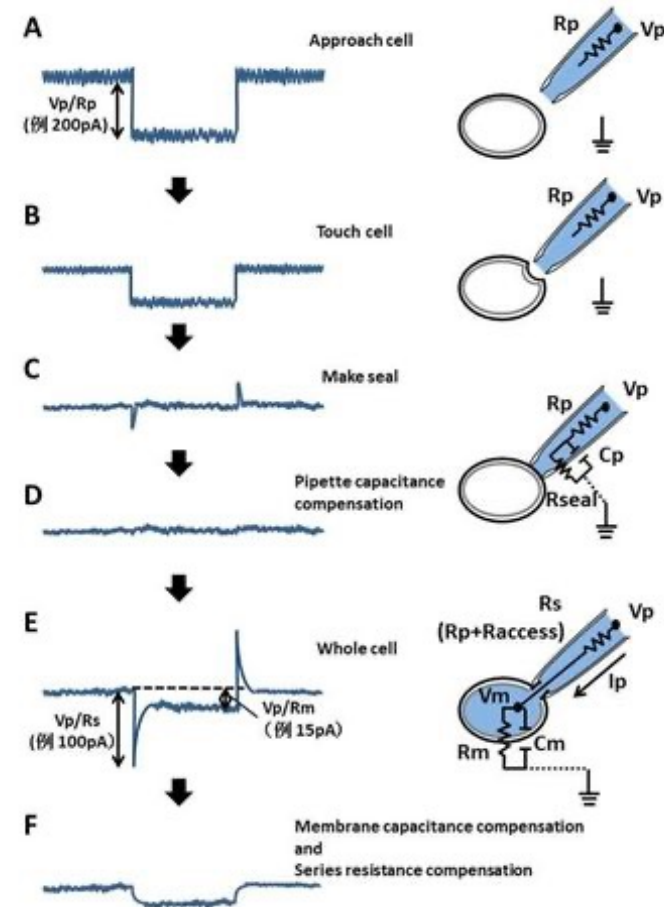 A
Approach cell
Rp
Vp
Vp/Rp
(例 200pA)
B
Touch cell
Rp
Vp
C
Make seal
Rp
Vp
Cp
Rseal
D
Pipette capacitance
compensation
E
Whole cell
Rs
(Rp+Raccess)
Vp
Ip
Vm
Rm
Cm
Vp/Rs
(例 100pA)
Vp/Rm
(例 15pA)
F
Membrane capacitance compensation
and
Series resistance compensation